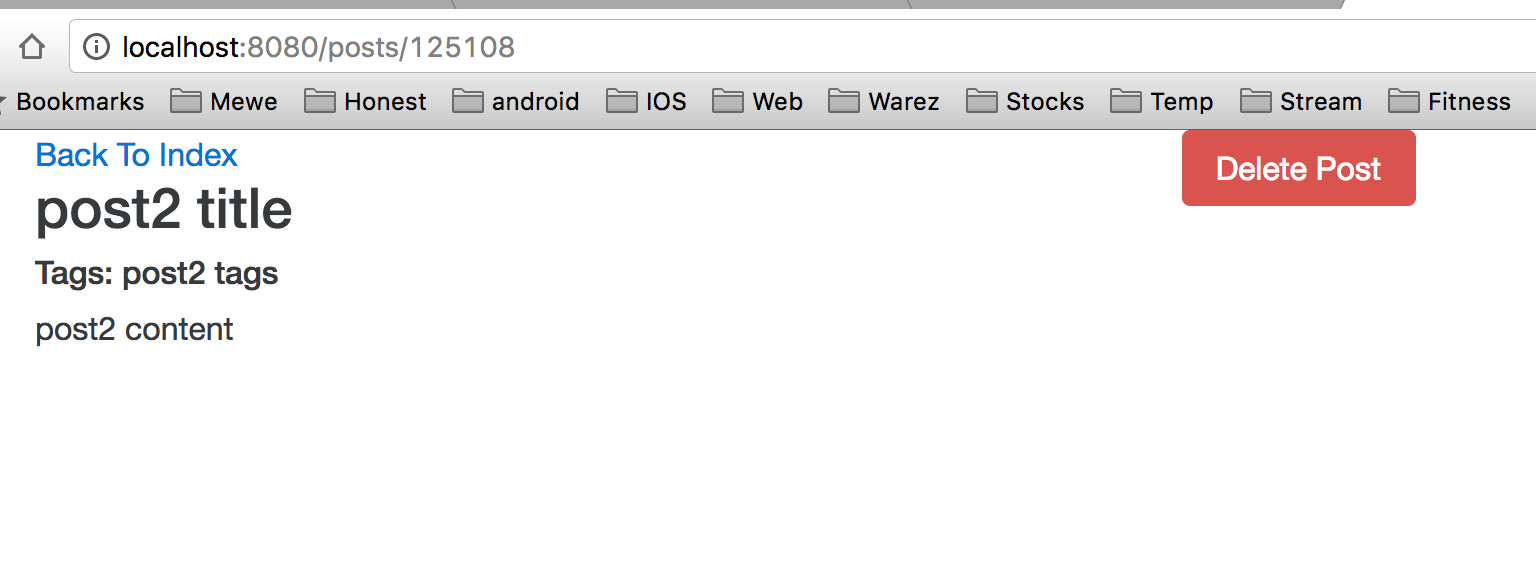 localhost:8080/posts/125108
Bookmarks Mewe Honest android IOS Web Warez Stocks Temp Stream Fitness
Back To Index
Delete Post
post2 title
Tags: post2 tags
post2 content